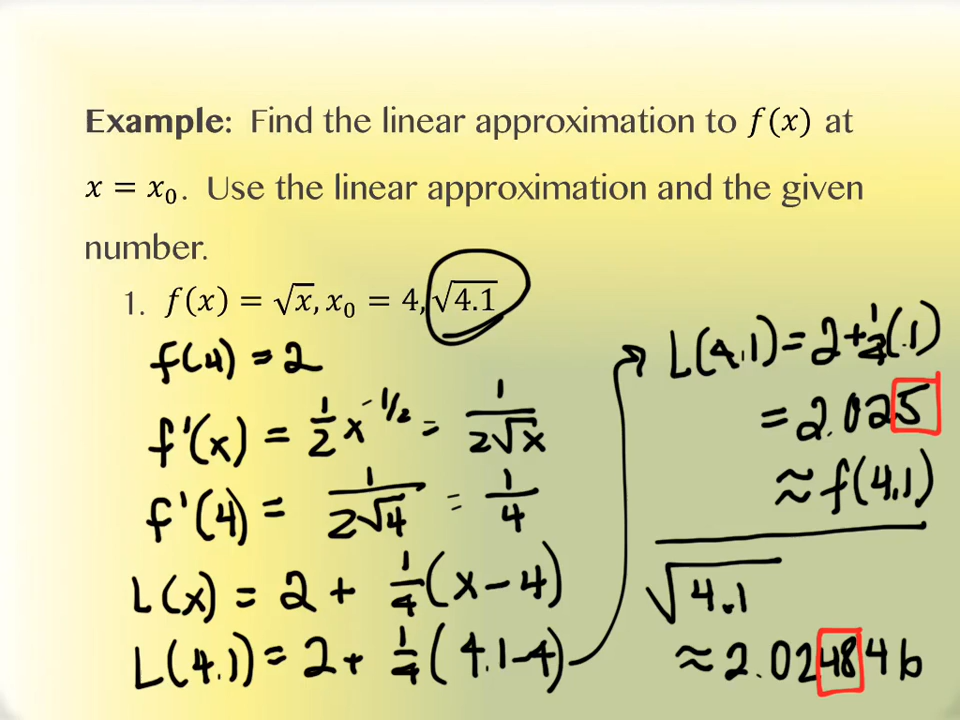 Example: Find the linear approximation to f(x) at
x = x₀. Use the linear approximation and the given
number.
1. f(x) = √x, x₀ = 4, √4.1
f(4) = 2
f'(x) = 1/2 x^(-1/2) = 1/(2√x)
f'(4) = 1/(2√4) = 1/4
L(x) = 2 + 1/4 (x - 4)
L(4.1) = 2 + 1/4 (4.1 - 4)
L(4.1) = 2 + 1/4 (.1)
= 2.025
≈ f(4.1)
√4.1
≈ 2.024846